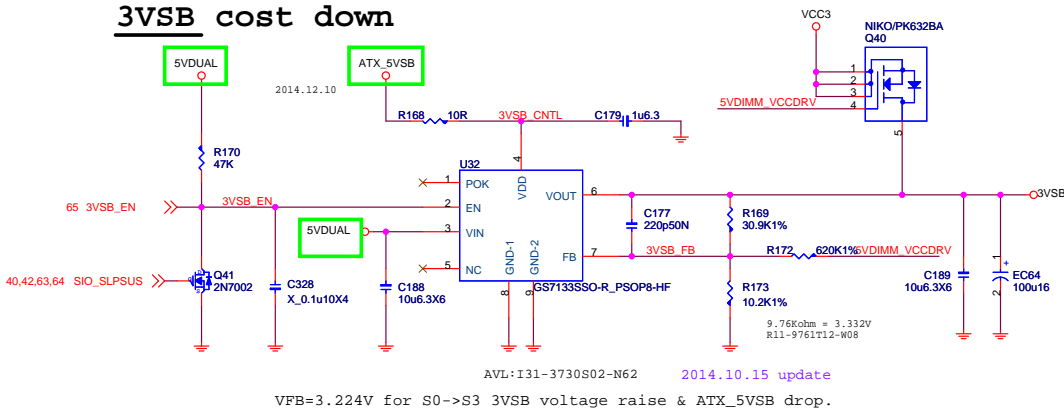 3VSB cost down
VCC3
NIKO/PK632BA
Q40
5VDUAL
ATX_5VSB
2014.12.10
1
2
3
4
5VDIMM_VCCDRV
5
R168
10R
3VSB_CNTL
C179
1u6.3
R170
47K
U32
4
1
POK
VDD
VOUT
6
3VSB
65 3VSB_EN
3VSB_EN
2
EN
C177
220p50N
R169
30.9K1%
5VDUAL
3
VIN
FB
7
3VSB_FB
R172
620K1%
5VDIMM_VCCDRV
5
NC
GND-1
GND-2
8
9
GS7133SSO-R_PSOP8-HF
40,42,63,64 SIO_SLPSUS
Q41
2N7002
C328
X_0.1u10X4
C188
10u6.3X6
R173
10.2K1%
C189
10u6.3X6
1
+
2
EC64
100u16
9.76Kohm = 3.332V
R11-9761T12-W08
AVL:I31-3730S02-N62
2014.10.15 update
VFB=3.224V for S0->S3 3VSB voltage raise & ATX_5VSB drop.